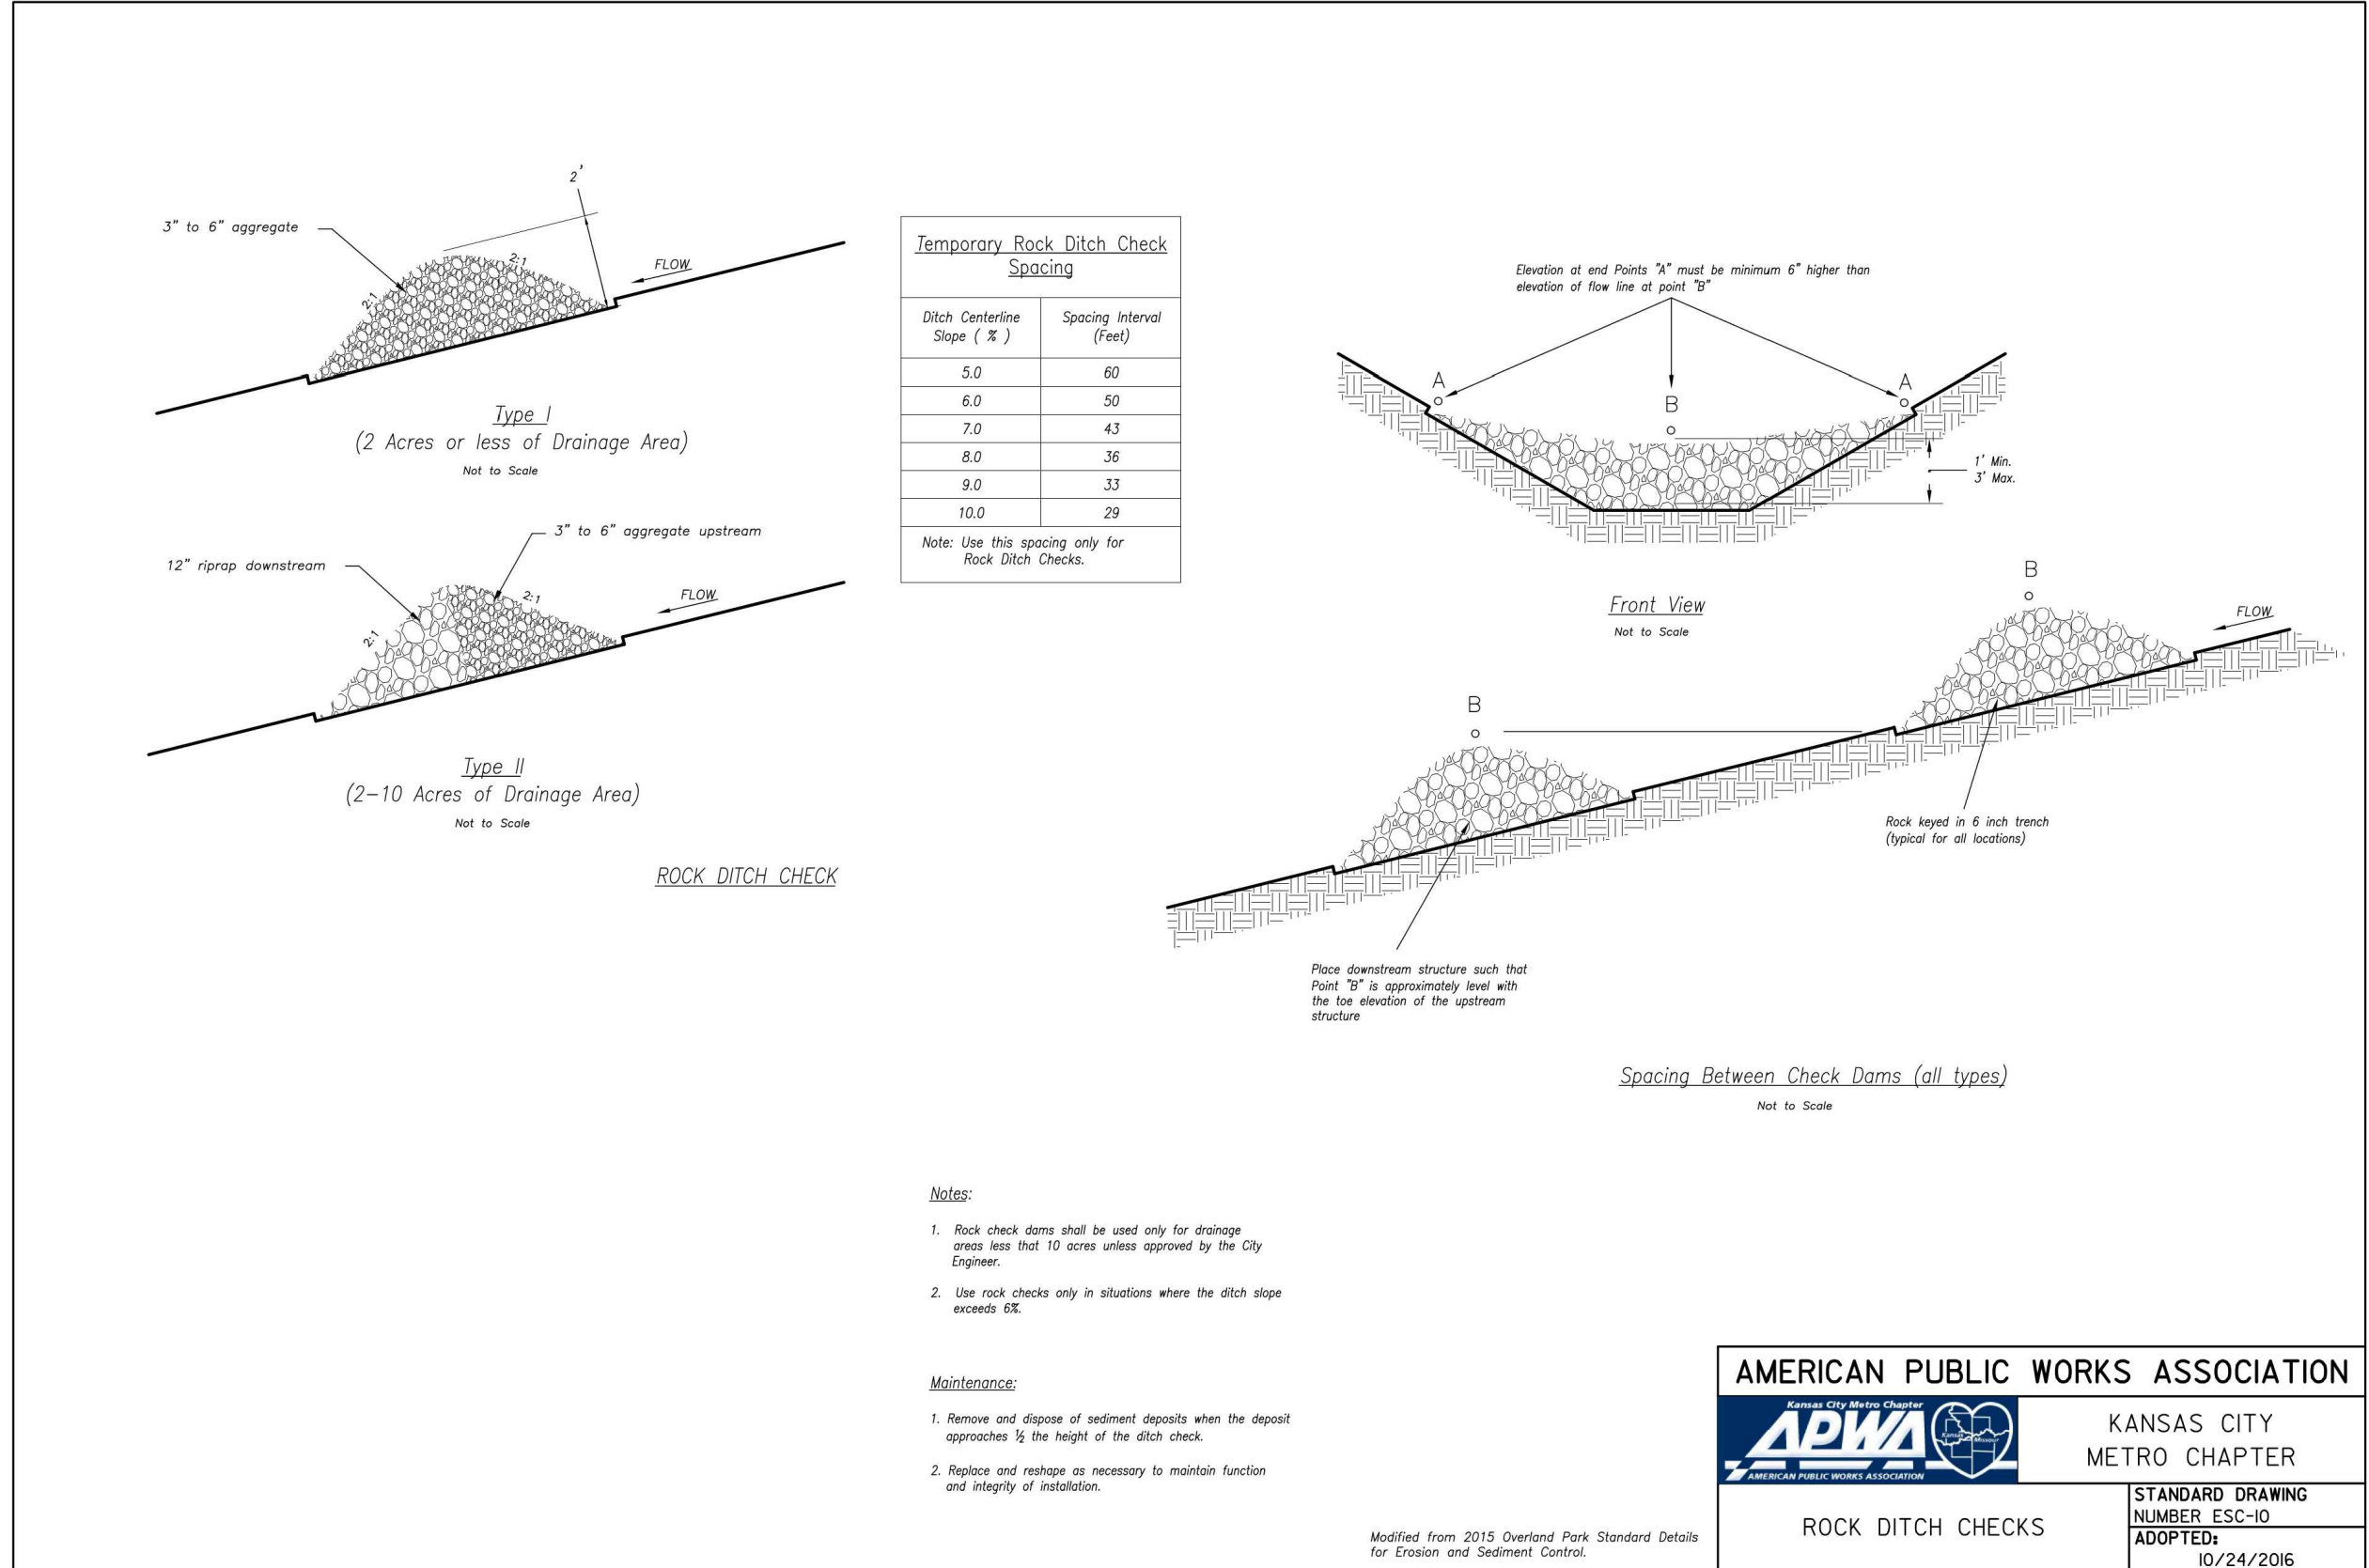 2'
3" to 6" aggregate
2:1
2:1
FLOW
Type I
(2 Acres or less of Drainage Area)
Not to Scale
3" to 6" aggregate upstream
12" riprap downstream
2:1
2:1
FLOW
Type II
(2-10 Acres of Drainage Area)
Not to Scale
ROCK DITCH CHECK
Temporary Rock Ditch Check
Spacing
Ditch Centerline
Slope ( % )
Spacing Interval
(Feet)
5.0 60
6.0 50
7.0 43
8.0 36
9.0 33
10.0 29
Note: Use this spacing only for
Rock Ditch Checks.
Elevation at end Points "A" must be minimum 6" higher than
elevation of flow line at point "B"
A
B
A
1' Min.
3' Max.
Front View
Not to Scale
B
FLOW
B
Rock keyed in 6 inch trench
(typical for all locations)
Place downstream structure such that
Point "B" is approximately level with
the toe elevation of the upstream
structure
Spacing Between Check Dams (all types)
Not to Scale
Notes:
1. Rock check dams shall be used only for drainage
areas less that 10 acres unless approved by the City
Engineer.
2. Use rock checks only in situations where the ditch slope
exceeds 6%.
Maintenance:
1. Remove and dispose of sediment deposits when the deposit
approaches ½ the height of the ditch check.
2. Replace and reshape as necessary to maintain function
and integrity of installation.
Modified from 2015 Overland Park Standard Details
for Erosion and Sediment Control.
AMERICAN PUBLIC WORKS ASSOCIATION
Kansas City Metro Chapter
APWA
Kansas
Missouri
AMERICAN PUBLIC WORKS ASSOCIATION
KANSAS CITY
METRO CHAPTER
ROCK DITCH CHECKS
STANDARD DRAWING
NUMBER ESC-10
ADOPTED:
10/24/2016